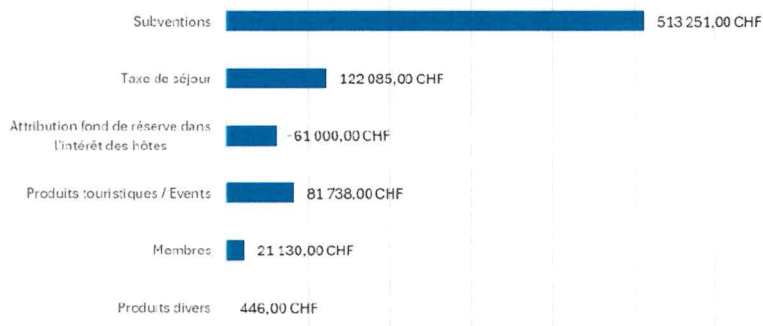 Subventions 513 251,00 CHF
Taxe de séjour 122 085,00 CHF
Attribution fond de réserve dans
l'intérêt des hôtes -61 000,00 CHF
Produits touristiques / Events 81 738,00 CHF
Membres 21 130,00 CHF
Produits divers 446,00 CHF